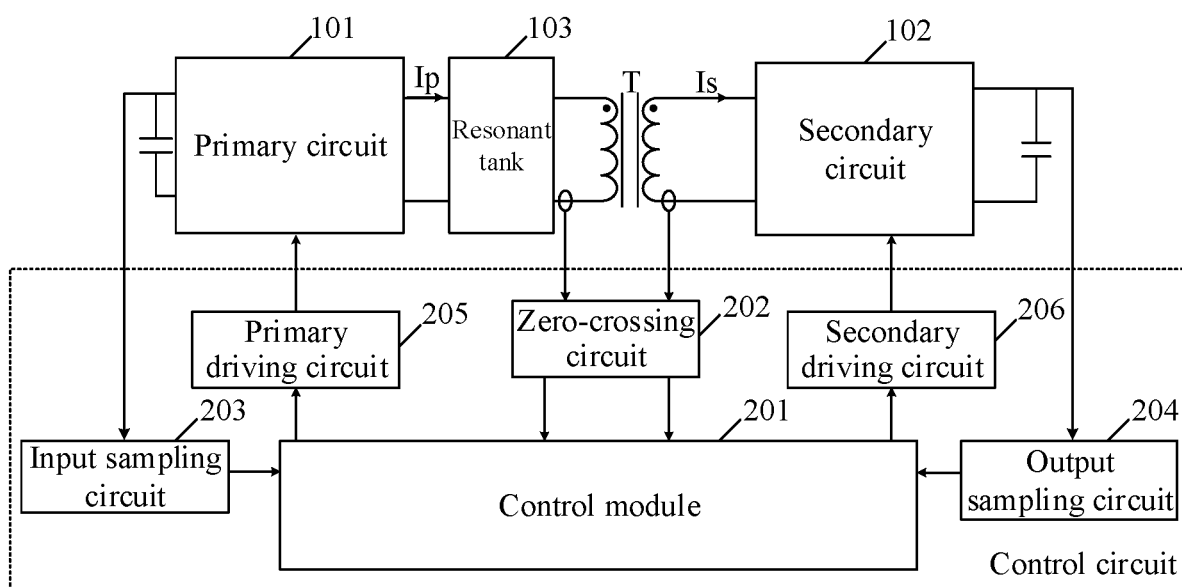 101
103
102
Ip
T
Is
Primary circuit
Resonant
tank
Secondary
circuit
205
202
206
Primary
driving circuit
Zero-crossing
circuit
Secondary
driving circuit
203
201
204
Input sampling
circuit
Control module
Output
sampling circuit
Control circuit